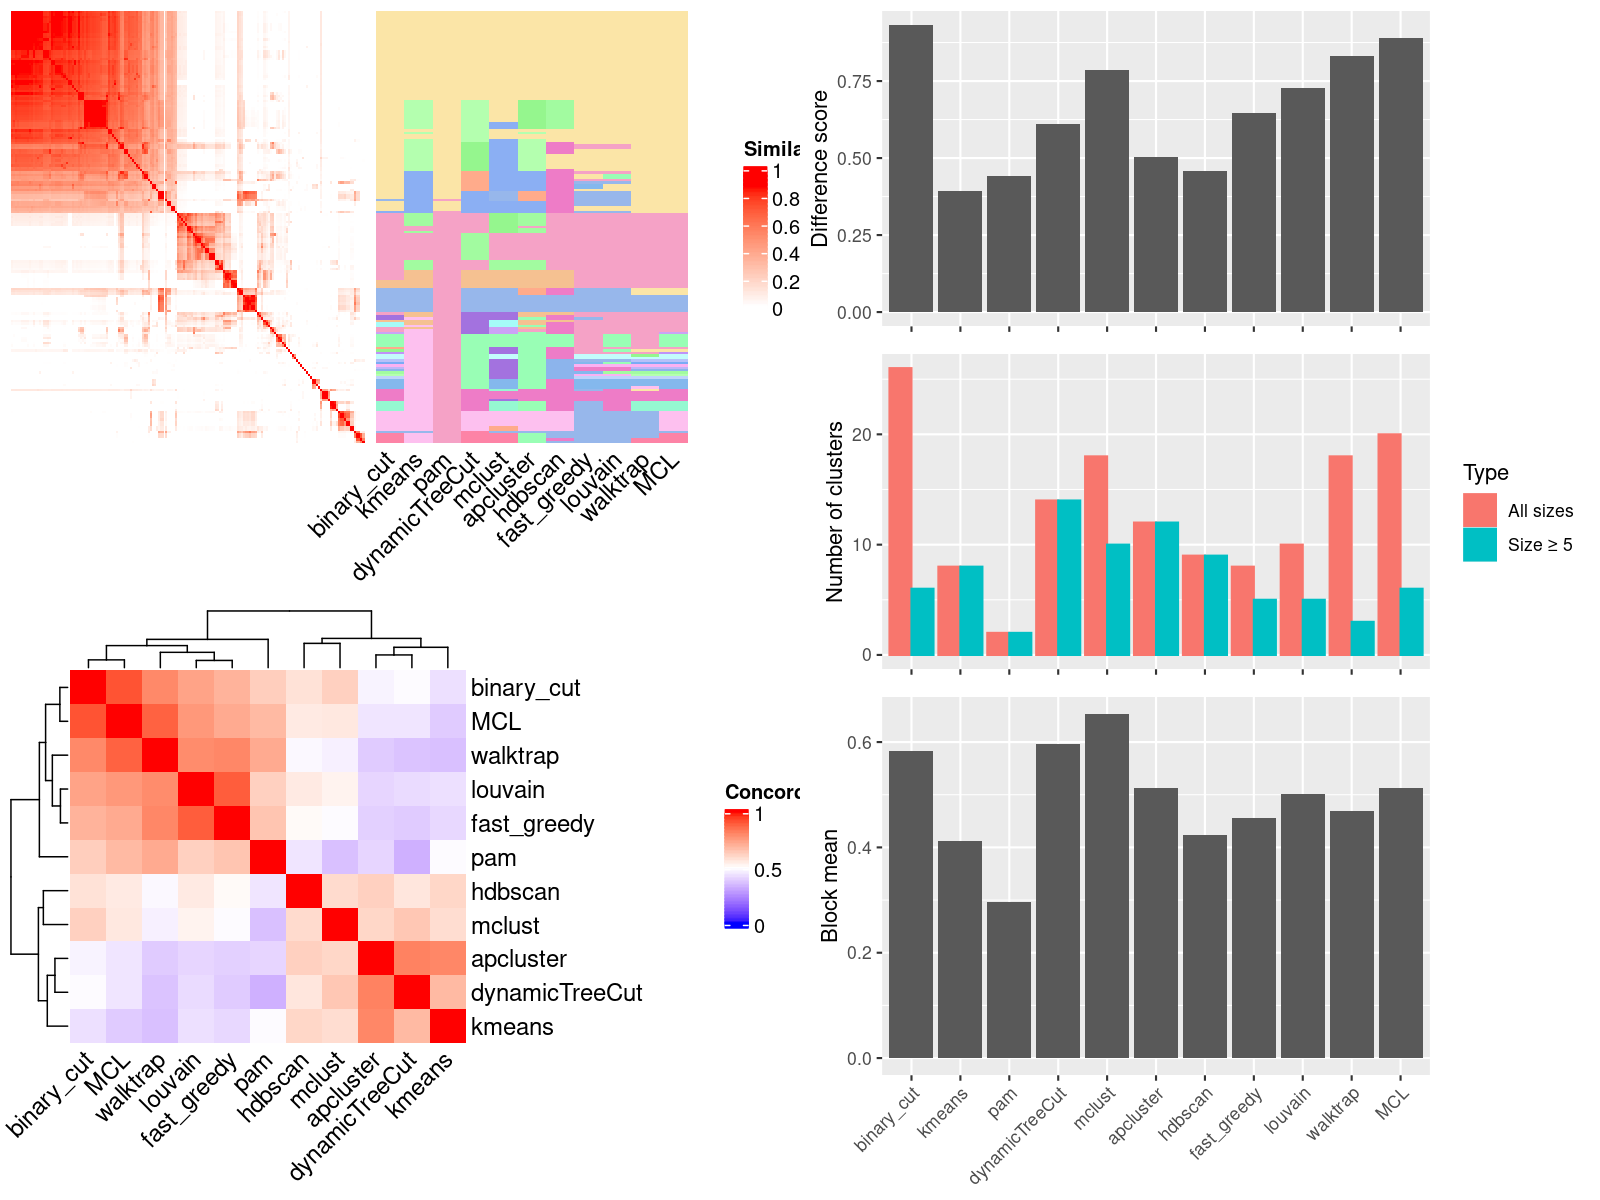 Simila
1
0.8
0.6
0.4
0.2
0
binary_cut
kmeans
pam
dynamicTreeCut
mclust
apcluster
hdbscan
fast_greedy
louvain
walktrap
MCL
Difference score
0.75
0.50
0.25
0.00
Number of clusters
20
10
0
Type
All sizes
Size ≥ 5
binary_cut
MCL
walktrap
louvain
fast_greedy
pam
hdbscan
mclust
apcluster
dynamicTreeCut
kmeans
binary_cut
MCL
walktrap
louvain
fast_greedy
pam
hdbscan
mclust
apcluster
dynamicTreeCut
kmeans
Concord
1
0.5
0
Block mean
0.6
0.4
0.2
0.0
binary_cut
kmeans
pam
dynamicTreeCut
mclust
apcluster
hdbscan
fast_greedy
louvain
walktrap
MCL